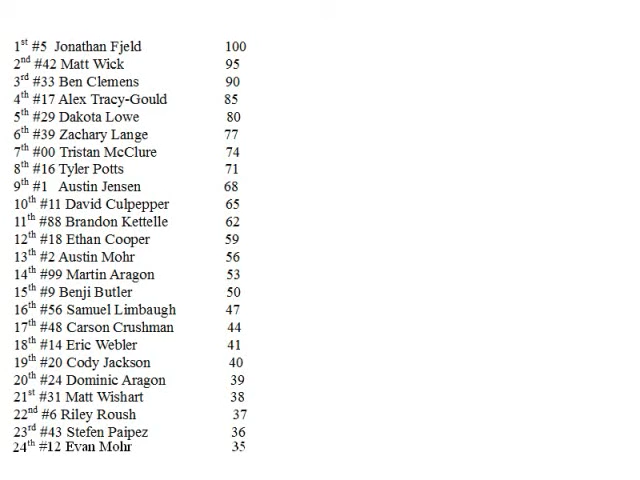 1st #5 Jonathan Fjeld 100
2nd #42 Matt Wick 95
3rd #33 Ben Clemens 90
4th #17 Alex Tracy-Gould 85
5th #29 Dakota Lowe 80
6th #39 Zachary Lange 77
7th #00 Tristan McClure 74
8th #16 Tyler Potts 71
9th #1 Austin Jensen 68
10th #11 David Culpepper 65
11th #88 Brandon Kettelle 62
12th #18 Ethan Cooper 59
13th #2 Austin Mohr 56
14th #99 Martin Aragon 53
15th #9 Benji Butler 50
16th #56 Samuel Limbaugh 47
17th #48 Carson Crushman 44
18th #14 Eric Webler 41
19th #20 Cody Jackson 40
20th #24 Dominic Aragon 39
21st #31 Matt Wishart 38
22nd #6 Riley Roush 37
23rd #43 Stefen Paipez 36
24th #12 Evan Mohr 35